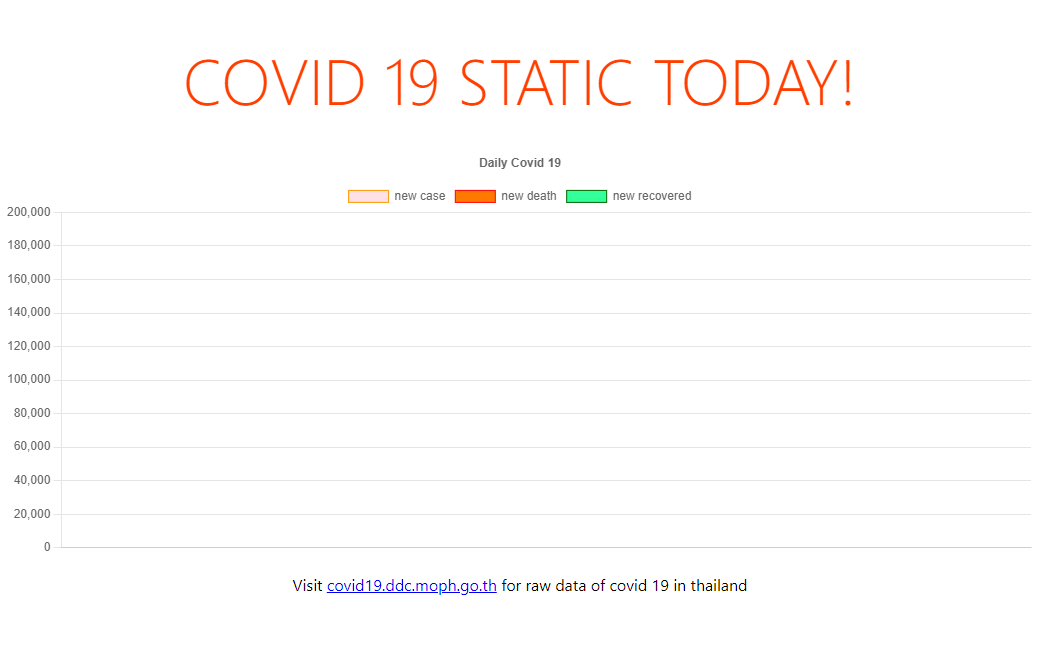 COVID 19 STATIC TODAY!
Daily Covid 19
new case new death new recovered
200,000
180,000
160,000
140,000
120,000
100,000
80,000
60,000
40,000
20,000
0
Visit covid19.ddc.moph.go.th for raw data of covid 19 in thailand